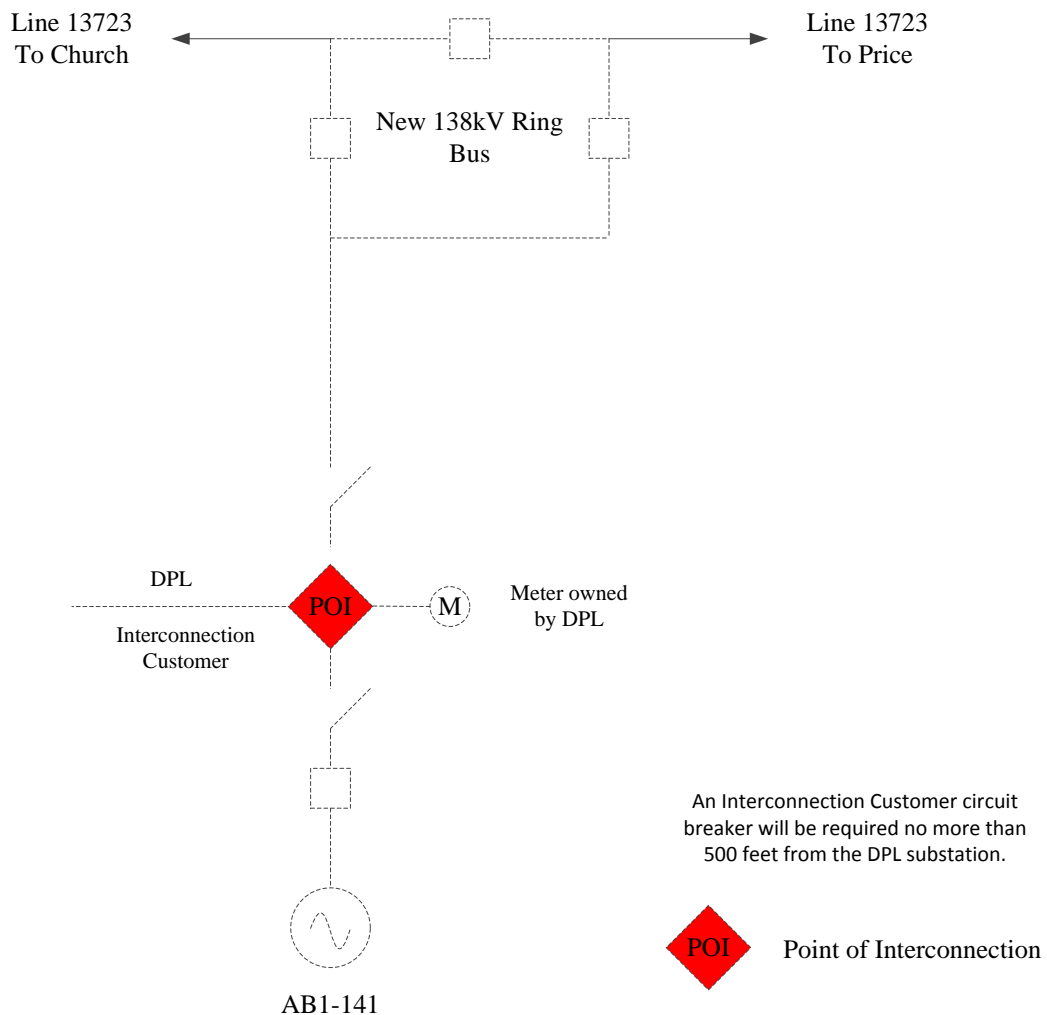 Line 13723
To Church
Line 13723
To Price
New 138kV Ring
Bus
DPL
POI
M
Meter owned
by DPL
Interconnection
Customer
An Interconnection Customer circuit
breaker will be required no more than
500 feet from the DPL substation.
POI
Point of Interconnection
AB1-141